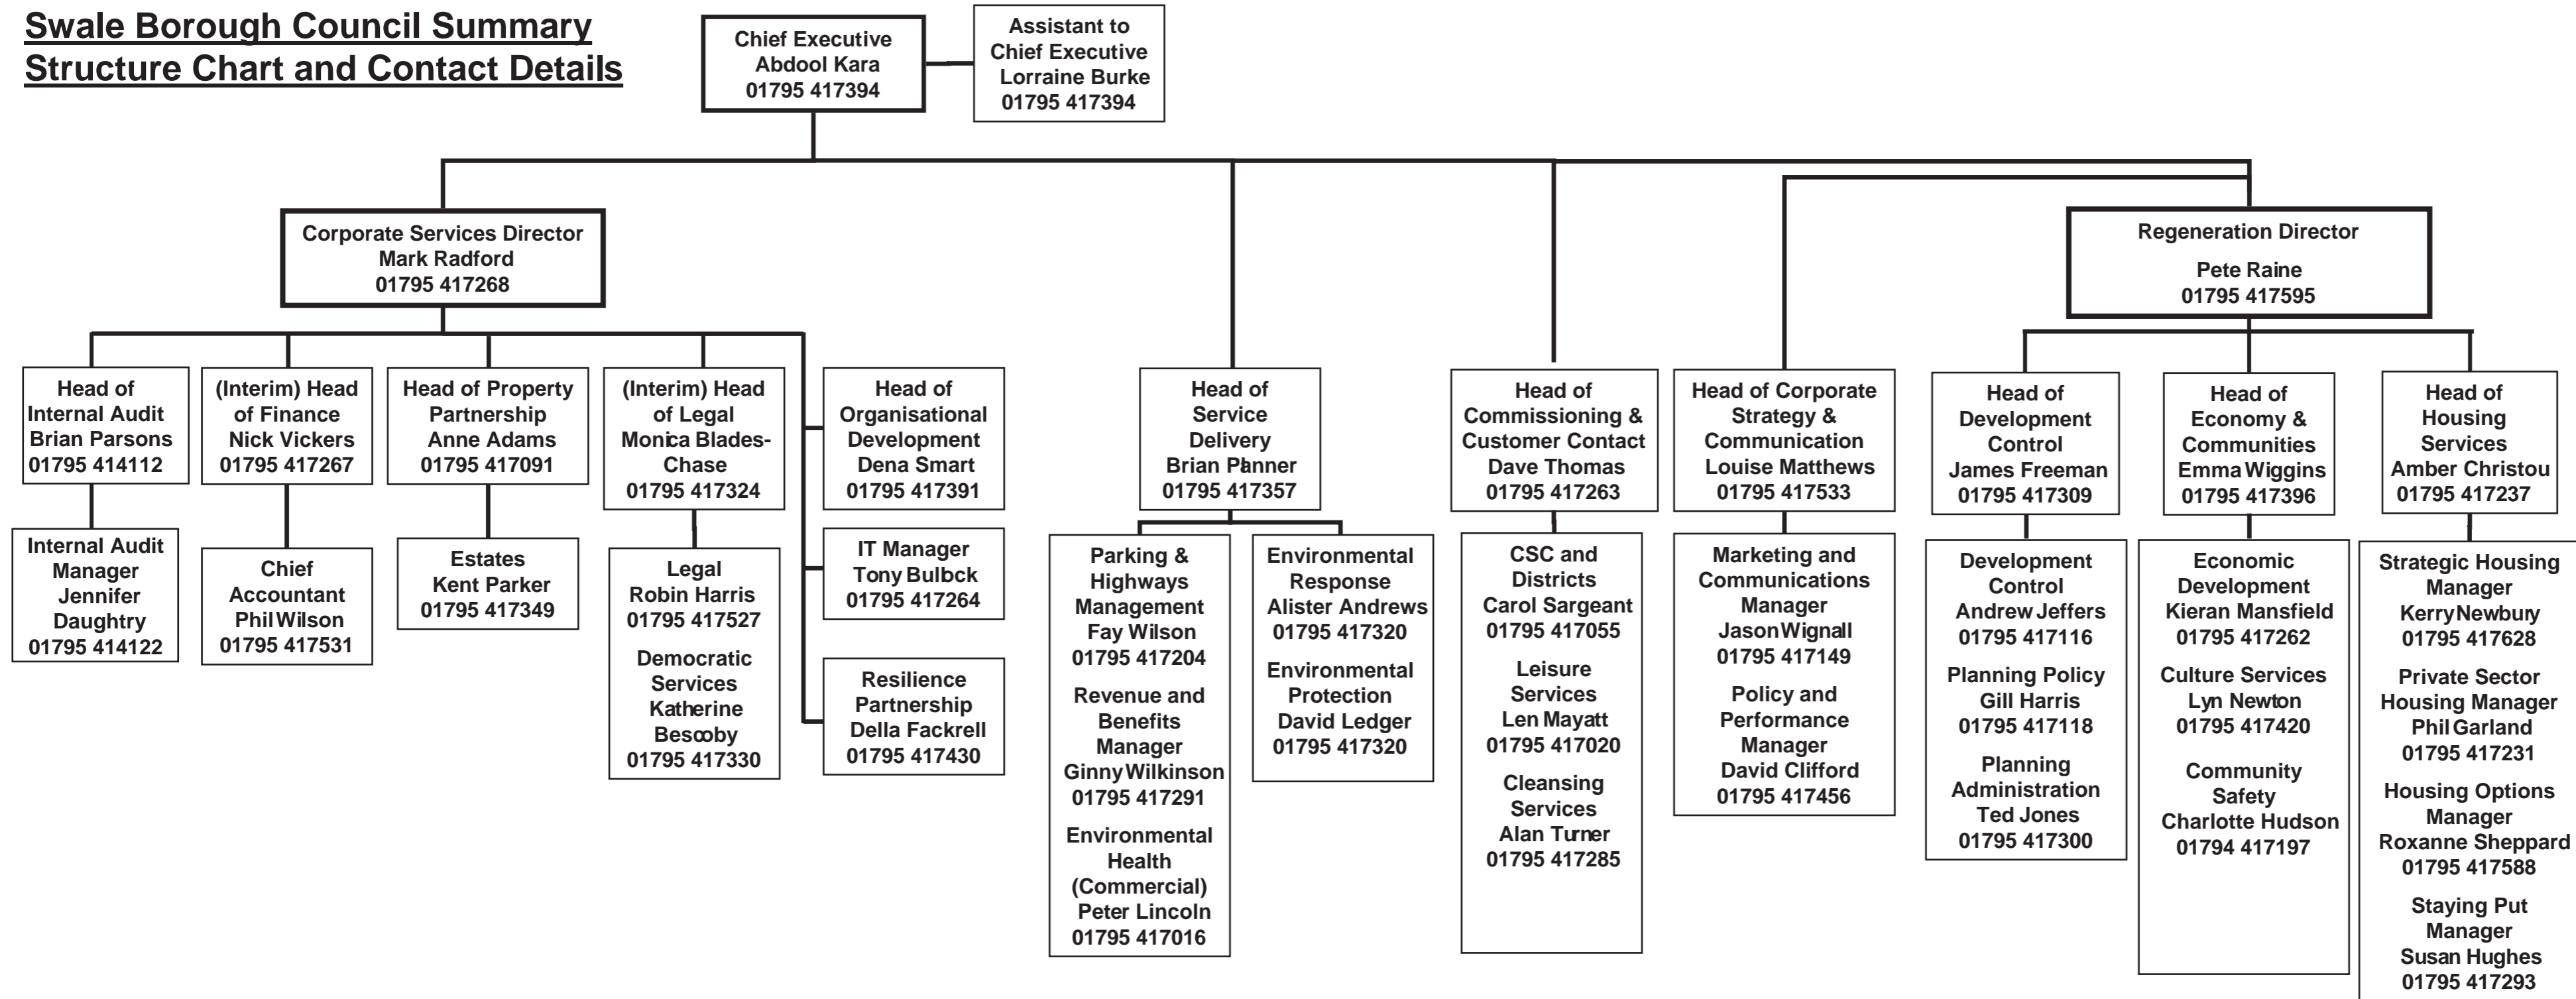 Swale Borough Council Summary
Structure Chart and Contact Details
Chief Executive
Abdool Kara
01795 417394
Assistant to
Chief Executive
Lorraine Burke
01795 417394
Corporate Services Director
Mark Radford
01795 417268
Regeneration Director
Pete Raine
01795 417595
Head of
Internal Audit
Brian Parsons
01795 414112
(Interim) Head
of Finance
Nick Vickers
01795 417267
Head of Property
Partnership
Anne Adams
01795 417091
(Interim) Head
of Legal
Monica Blades-
Chase
01795 417324
Head of
Organisational
Development
Dena Smart
01795 417391
Head of
Service
Delivery
Brian Planner
01795 417357
Head of
Commissioning &
Customer Contact
Dave Thomas
01795 417263
Head of Corporate
Strategy &
Communication
Louise Matthews
01795 417533
Head of
Development
Control
James Freeman
01795 417309
Head of
Economy &
Communities
Emma Wiggins
01795 417396
Head of
Housing
Services
Amber Christou
01795 417237
Internal Audit
Manager
Jennifer
Daughtry
01795 414122
Chief
Accountant
Phil Wilson
01795 417531
Estates
Kent Parker
01795 417349
Legal
Robin Harris
01795 417527
Democratic
Services
Katherine
Bescoby
01795 417330
IT Manager
Tony Bullock
01795 417264
Resilience
Partnership
Della Fackrell
01795 417430
Parking &
Highways
Management
Fay Wilson
01795 417204
Revenue and
Benefits
Manager
Ginny Wilkinson
01795 417291
Environmental
Health
(Commercial)
Peter Lincoln
01795 417016
Environmental
Response
Alister Andrews
01795 417320
Environmental
Protection
David Ledger
01795 417320
CSC and
Districts
Carol Sargeant
01795 417055
Leisure
Services
Len Mayatt
01795 417020
Cleansing
Services
Alan Turner
01795 417285
Marketing and
Communications
Manager
Jason Wignall
01795 417149
Policy and
Performance
Manager
David Clifford
01795 417456
Development
Control
Andrew Jeffers
01795 417116
Planning Policy
Gill Harris
01795 417118
Planning
Administration
Ted Jones
01795 417300
Economic
Development
Kieran Mansfield
01795 417262
Culture Services
Lyn Newton
01795 417420
Community
Safety
Charlotte Hudson
01794 417197
Strategic Housing
Manager
Kerry Newbury
01795 417628
Private Sector
Housing Manager
Phil Garland
01795 417231
Housing Options
Manager
Roxanne Sheppard
01795 417588
Staying Put
Manager
Susan Hughes
01795 417293